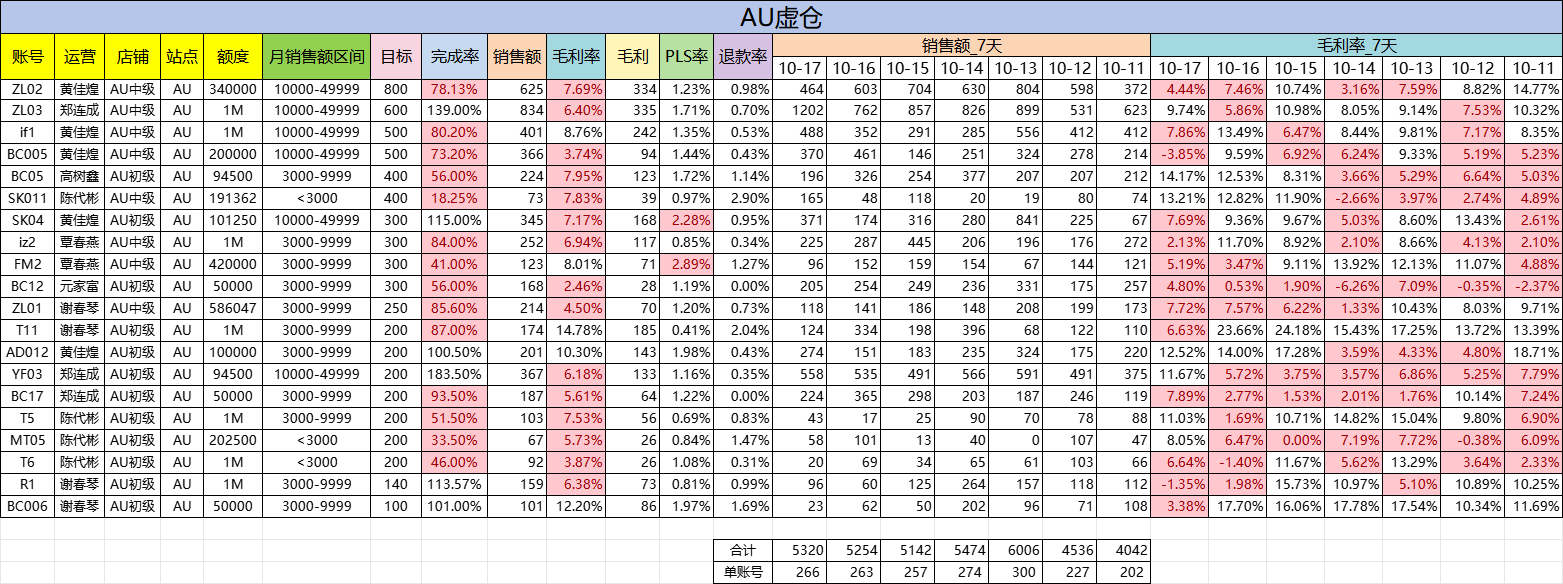 AU虚仓
账号 运营 店铺 站点 额度 月销售额区间 目标 完成率 销售额 毛利率 毛利 PLS率 退款率 销售额_7天 毛利率_7天
10-17 10-16 10-15 10-14 10-13 10-12 10-11 10-17 10-16 10-15 10-14 10-13 10-12 10-11
ZL02 黄佳煌 AU中级 AU 340000 10000-49999 800 78.13% 625 7.69% 334 1.23% 0.98% 464 603 704 630 804 598 372 4.44% 7.46% 10.74% 3.16% 7.59% 8.82% 14.77%
ZL03 郑连成 AU中级 AU 1M 10000-49999 600 139.00% 834 6.40% 335 1.71% 0.70% 1202 762 857 826 899 531 623 9.74% 5.86% 10.98% 8.05% 9.14% 7.53% 10.32%
if1 黄佳煌 AU中级 AU 1M 10000-49999 500 80.20% 401 8.76% 242 1.35% 0.53% 488 352 291 285 556 412 412 7.86% 13.49% 6.47% 8.44% 9.81% 7.17% 8.35%
BC005 黄佳煌 AU中级 AU 200000 10000-49999 500 73.20% 366 3.74% 94 1.44% 0.43% 370 461 146 251 324 278 214 -3.85% 9.59% 6.92% 6.24% 9.33% 5.19% 5.23%
BC05 高树鑫 AU初级 AU 94500 3000-9999 400 56.00% 224 7.95% 123 1.72% 1.14% 196 326 254 377 207 207 212 14.17% 12.53% 8.31% 3.66% 5.29% 6.64% 5.03%
SK011 陈代彬 AU中级 AU 191362 <3000 400 18.25% 73 7.83% 39 0.97% 2.90% 165 48 118 20 19 80 74 13.21% 12.82% 11.90% -2.66% 3.97% 2.74% 4.89%
SK04 黄佳煌 AU初级 AU 101250 10000-49999 300 115.00% 345 7.17% 168 2.28% 0.95% 371 174 316 280 841 225 67 7.69% 9.36% 9.67% 5.03% 8.60% 13.43% 2.61%
iz2 覃春燕 AU中级 AU 1M 3000-9999 300 84.00% 252 6.94% 117 0.85% 0.34% 225 287 445 206 196 176 272 2.13% 11.70% 8.92% 2.10% 8.66% 4.13% 2.10%
FM2 覃春燕 AU中级 AU 420000 3000-9999 300 41.00% 123 8.01% 71 2.89% 1.27% 96 152 159 154 67 144 121 5.19% 3.47% 9.11% 13.92% 12.13% 11.07% 4.88%
BC12 元家富 AU初级 AU 50000 3000-9999 300 56.00% 168 2.46% 28 1.19% 0.00% 205 254 249 236 331 175 257 4.80% 0.53% 1.90% -6.26% 7.09% -0.35% -2.37%
ZL01 谢春琴 AU中级 AU 586047 3000-9999 250 85.60% 214 4.50% 70 1.20% 0.73% 118 141 186 148 208 199 173 7.72% 7.57% 6.22% 1.33% 10.43% 8.03% 9.71%
T11 谢春琴 AU初级 AU 1M 3000-9999 200 87.00% 174 14.78% 185 0.41% 2.04% 124 334 198 396 68 122 110 6.63% 23.66% 24.18% 15.43% 17.25% 13.72% 13.39%
AD012 黄佳煌 AU初级 AU 100000 3000-9999 200 100.50% 201 10.30% 143 1.98% 0.43% 274 151 183 235 324 175 220 12.52% 14.00% 17.28% 3.59% 4.33% 4.80% 18.71%
YF03 郑连成 AU初级 AU 94500 10000-49999 200 183.50% 367 6.18% 133 1.16% 0.35% 558 535 491 566 591 491 375 11.67% 5.72% 3.75% 3.57% 6.86% 5.25% 7.79%
BC17 郑连成 AU初级 AU 50000 3000-9999 200 93.50% 187 5.61% 64 1.22% 0.00% 224 365 298 203 187 246 119 7.89% 2.77% 1.53% 2.01% 1.76% 10.14% 7.24%
T5 陈代彬 AU初级 AU 1M 3000-9999 200 51.50% 103 7.53% 56 0.69% 0.83% 43 17 25 90 70 78 88 11.03% 1.69% 10.71% 14.82% 15.04% 9.80% 6.90%
MT05 陈代彬 AU初级 AU 202500 <3000 200 33.50% 67 5.73% 26 0.84% 1.47% 58 101 13 40 0 107 47 8.05% 6.47% 0.00% 7.19% 7.72% -0.38% 6.09%
T6 陈代彬 AU初级 AU 1M <3000 200 46.00% 92 3.87% 26 1.08% 0.31% 20 69 34 65 61 103 66 6.64% -1.40% 11.67% 5.62% 13.29% 3.64% 2.33%
R1 谢春琴 AU初级 AU 1M 3000-9999 140 113.57% 159 6.38% 73 0.81% 0.99% 96 60 125 264 157 118 112 -1.35% 1.98% 15.73% 10.97% 5.10% 10.89% 10.25%
BC006 谢春琴 AU初级 AU 50000 3000-9999 100 101.00% 101 12.20% 86 1.97% 1.69% 23 62 50 202 96 71 108 3.38% 17.70% 16.06% 17.78% 17.54% 10.34% 11.69%
合计 5320 5254 5142 5474 6006 4536 4042
单账号 266 263 257 274 300 227 202